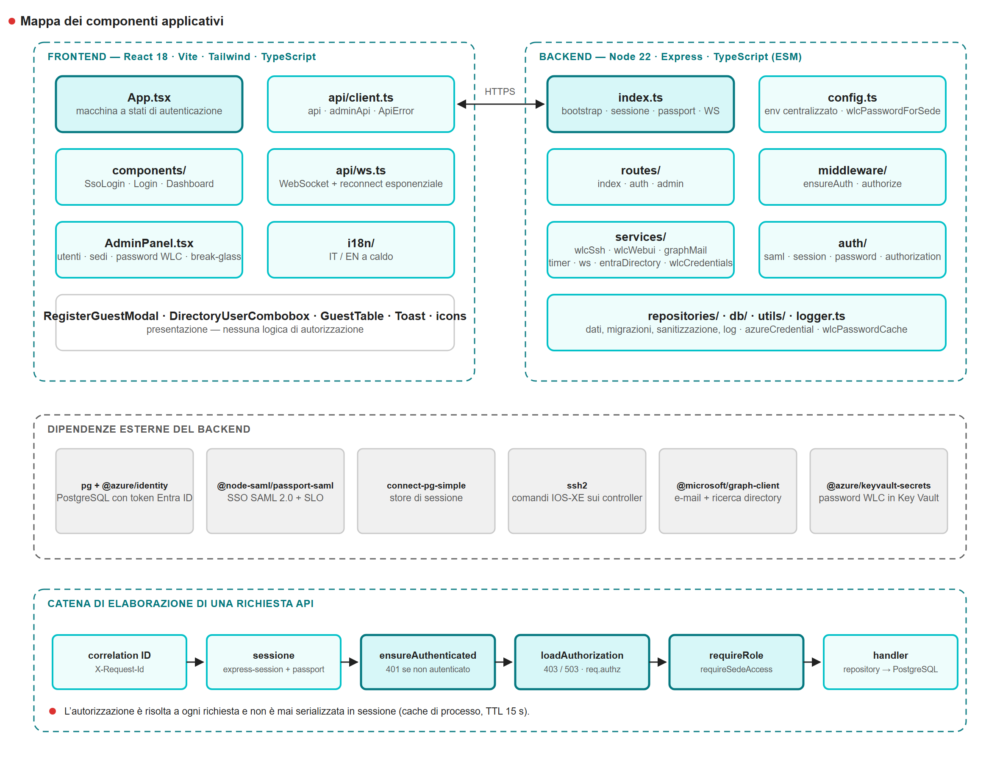 Mappa dei componenti applicativi
FRONTEND — React 18 · Vite · Tailwind · TypeScript
App.tsx
macchina a stati di autenticazione
api/client.ts
api · adminApi · ApiError
components/
SsoLogin · Login · Dashboard
api/ws.ts
WebSocket + reconnect esponenziale
AdminPanel.tsx
utenti · sedi · password WLC · break-glass
i18n/
IT / EN a caldo
RegisterGuestModal · DirectoryUserCombobox · GuestTable · Toast · icons
presentazione — nessuna logica di autorizzazione
HTTPS
BACKEND — Node 22 · Express · TypeScript (ESM)
index.ts
bootstrap · sessione · passport · WS
config.ts
env centralizzato · wlcPasswordForSede
routes/
index · auth · admin
middleware/
ensureAuth · authorize
services/
wlcSsh · wlcWebui · graphMail
timer · ws · entraDirectory · wlcCredentials
auth/
saml · session · password · authorization
repositories/ · db/ · utils/ · logger.ts
dati, migrazioni, sanitizzazione, log · azureCredential · wlcPasswordCache
DIPENDENZE ESTERNE DEL BACKEND
pg + @azure/identity
PostgreSQL con token Entra ID
@node-saml/passport-saml
SSO SAML 2.0 + SLO
connect-pg-simple
store di sessione
ssh2
comandi IOS-XE sui controller
@microsoft/graph-client
e-mail + ricerca directory
@azure/keyvault-secrets
password WLC in Key Vault
CATENA DI ELABORAZIONE DI UNA RICHIESTA API
correlation ID
X-Request-Id
sessione
express-session + passport
ensureAuthenticated
401 se non autenticato
loadAuthorization
403 / 503 · req.authz
requireRole
requireSedeAccess
handler
repository → PostgreSQL
L’autorizzazione è risolta a ogni richiesta e non è mai serializzata in sessione (cache di processo, TTL 15 s).